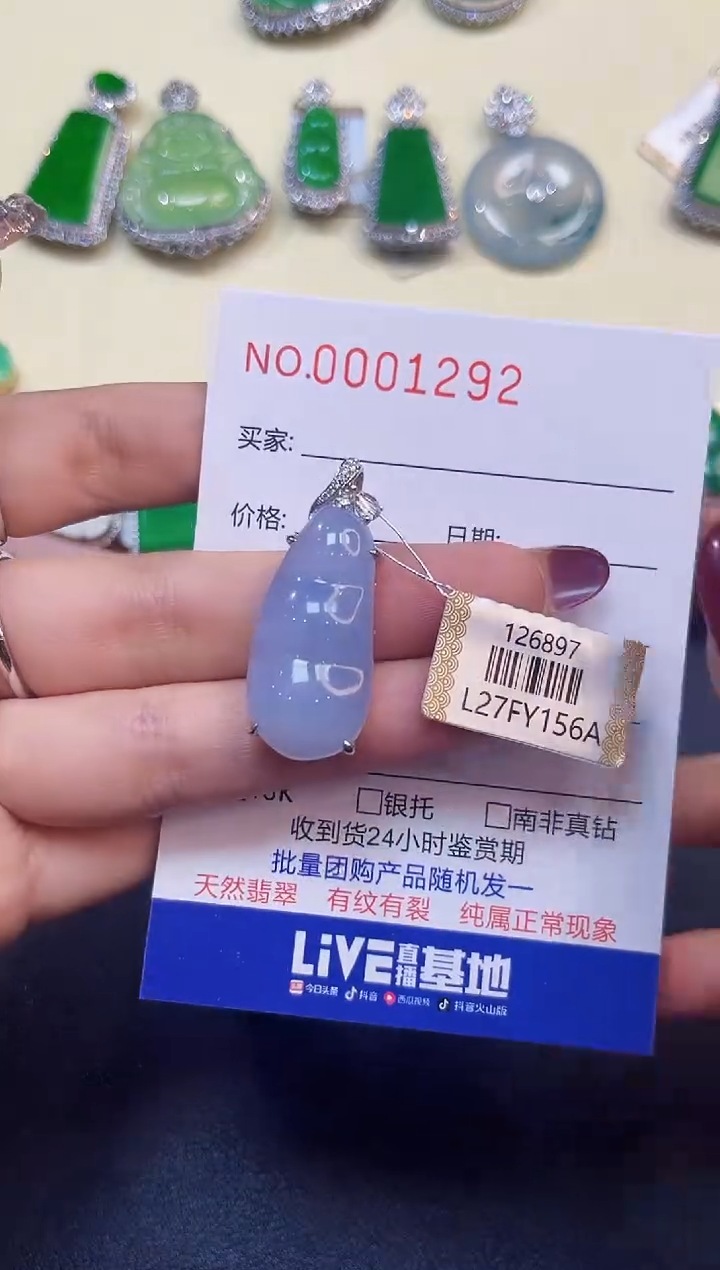 NO.0001292
买家:
价格:
日期:
126897
L27FY156A
□银托 □南非真钻
收到货24小时鉴赏期
批量团购产品随机发一
天然翡翠 有纹有裂 纯属正常现象
LiVE直播基地
今日头条 抖音 西瓜视频 抖音火山版